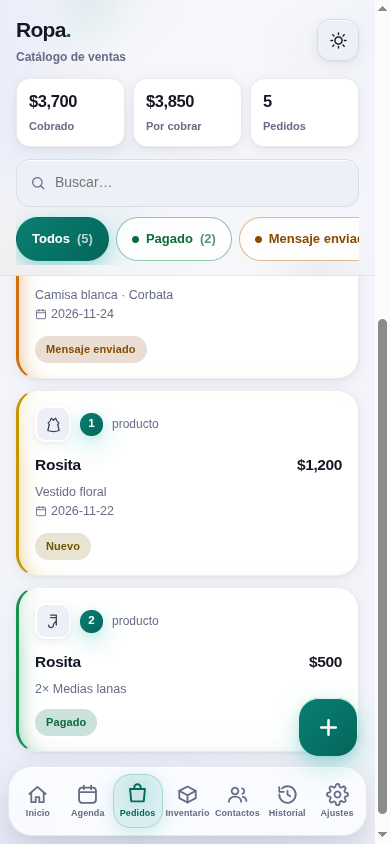 Ropa.
Catálogo de ventas
$3,700
Cobrado
$3,850
Por cobrar
5
Pedidos
Buscar…
Todos (5)
Pagado (2)
Mensaje enviad
Camisa blanca · Corbata
2026-11-24
Mensaje enviado
1 producto
Rosita $1,200
Vestido floral
2026-11-22
Nuevo
2 producto
Rosita $500
2× Medias lanas
Pagado
Inicio Agenda Pedidos Inventario Contactos Historial Ajustes